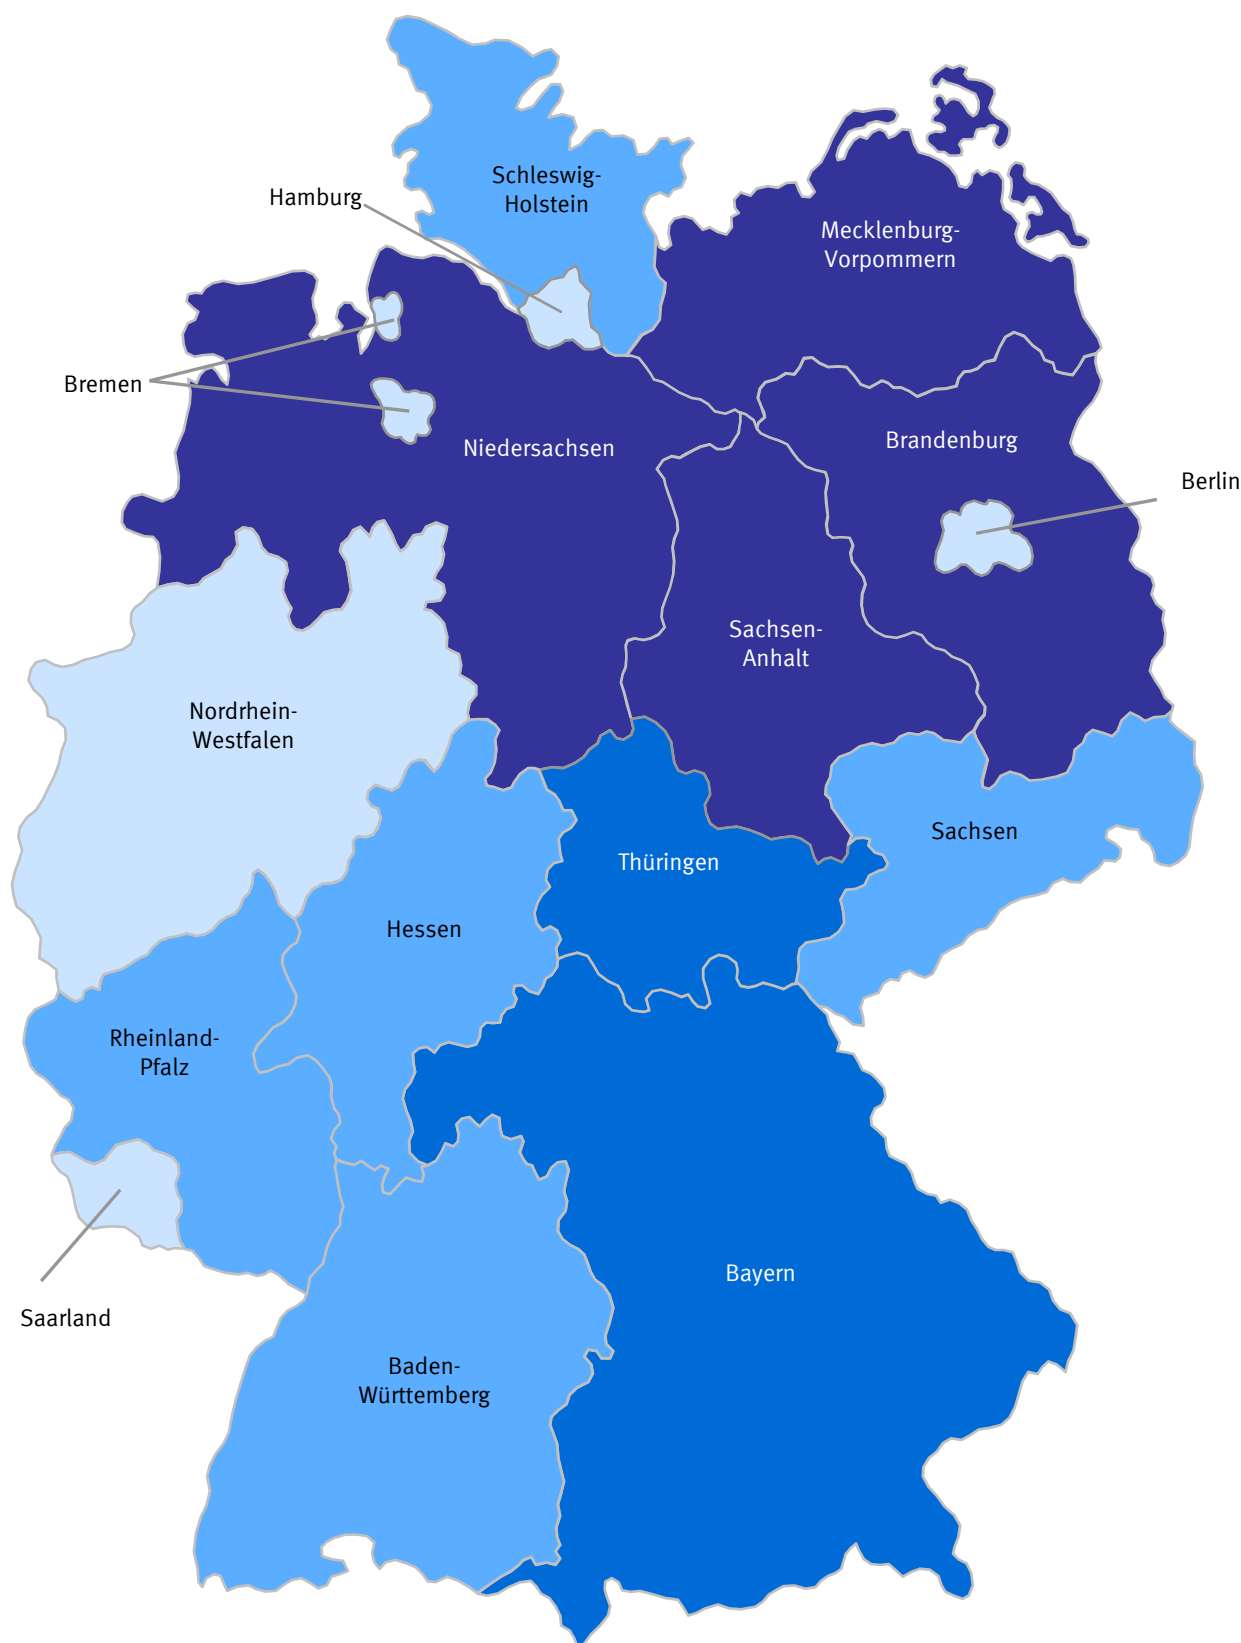 Schleswig-
Holstein
Hamburg
Mecklenburg-
Vorpommern
Bremen
Niedersachsen
Brandenburg
Berlin
Sachsen-
Anhalt
Nordrhein-
Westfalen
Sachsen
Thüringen
Hessen
Rheinland-
Pfalz
Bayern
Saarland
Baden-
Württemberg